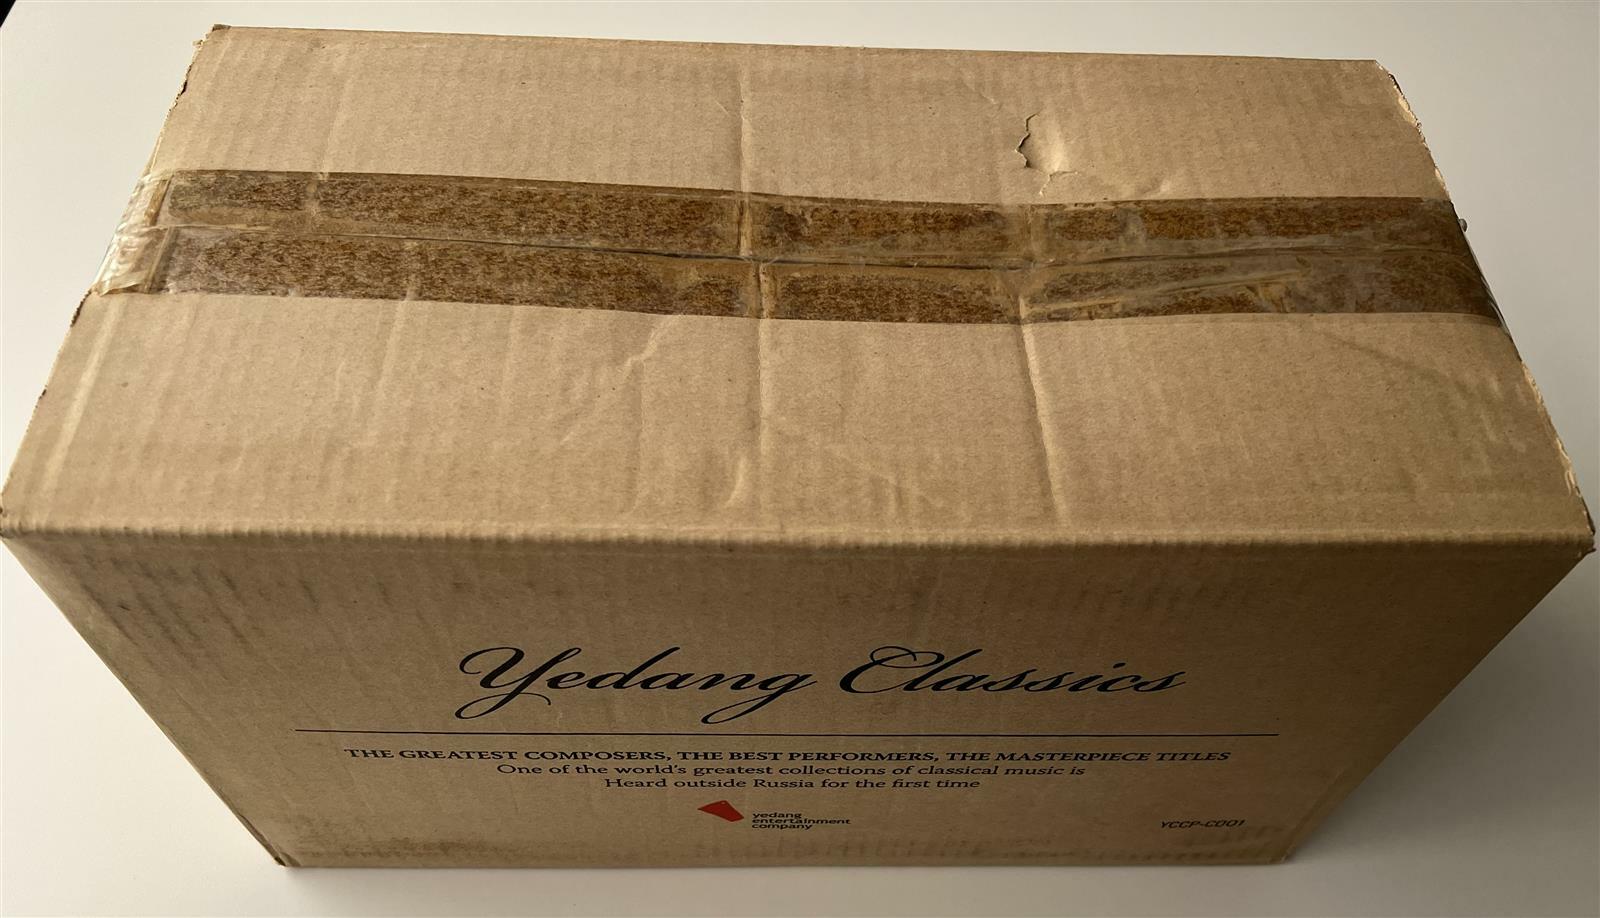 Yedang Classics
THE GREATEST COMPOSERS, THE BEST PERFORMERS, THE MASTERPIECE TITLES
One of the world's greatest collections of classical music is
Heard outside Russia for the first time
yedang
entertainment
company
YCCP-C001